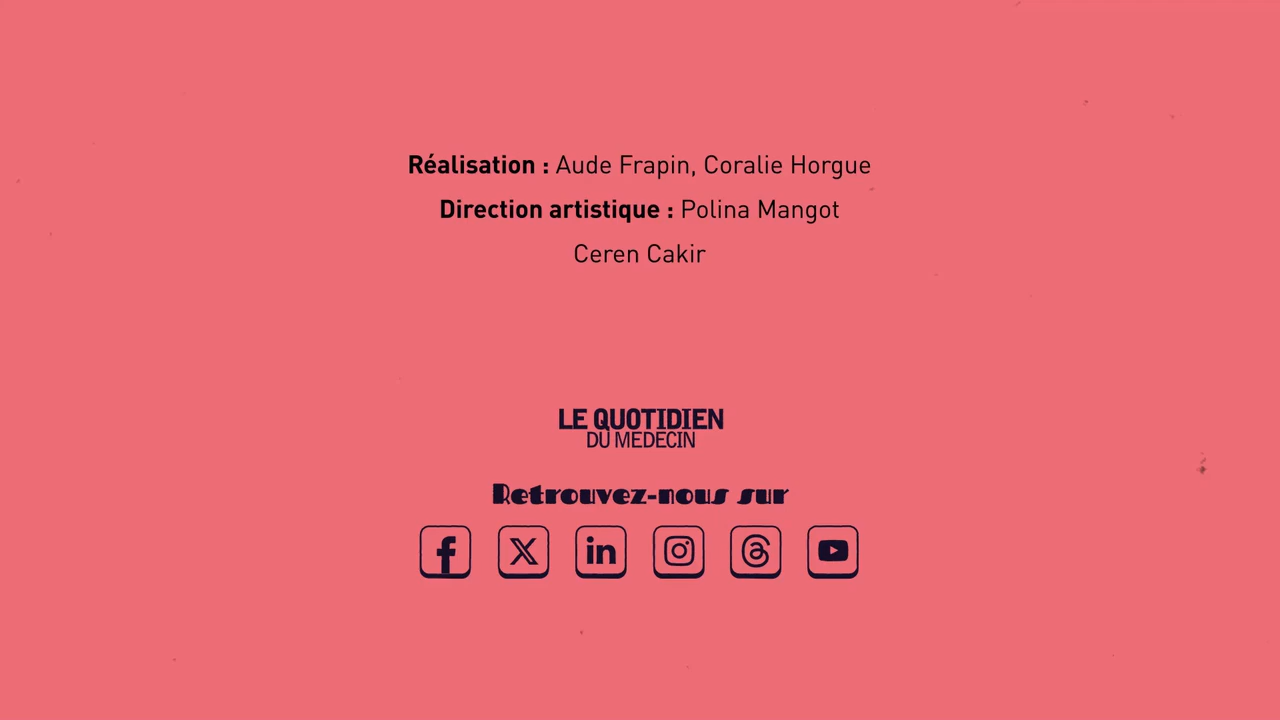 Réalisation : Aude Frapin, Coralie Horgue
Direction artistique : Polina Mangot
Ceren Cakir
LE QUOTIDIEN
DU MEDECIN
Retrouvez-nous sur